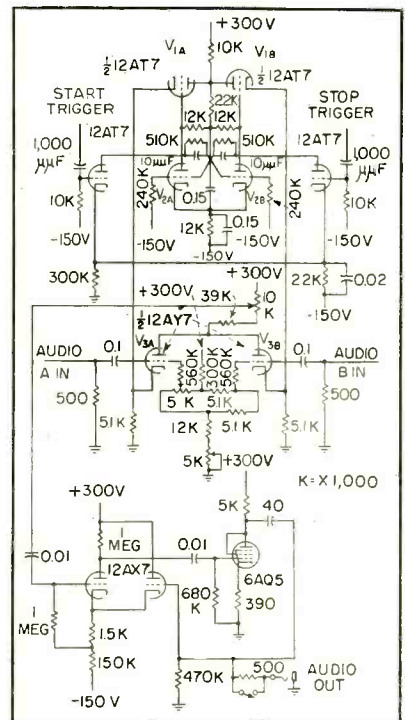 +300V
V1A
10K
V1B
½12AT7
½12AT7
START
TRIGGER
22K
STOP
TRIGGER
12K
12K
12AT7
510K
510K
12AT7
1,000
μμF
10μμF
10μμF
1,000
μμF
10K
240K
V2A
0.15
V2B
240K
10K
-150V
-150V
12K
0.15
-150V
-150V
-150V
300K
+300V
22K
0.02
+300V
39K
10
K
-150V
½12AY7
V3A
V3B
AUDIO
A IN
0.1
560K
300K
560K
0.1
AUDIO
B IN
500
5 K
5.1K
500
5.1K
12K
5.1K
5.1K
5K
+300V
K=X 1,000
+300V
5K
40
0.01
1
MEG
0.01
12AX7
6AQ5
1
MEG
680
K
390
1.5K
150K
-150 V
470K
500
AUDIO
OUT